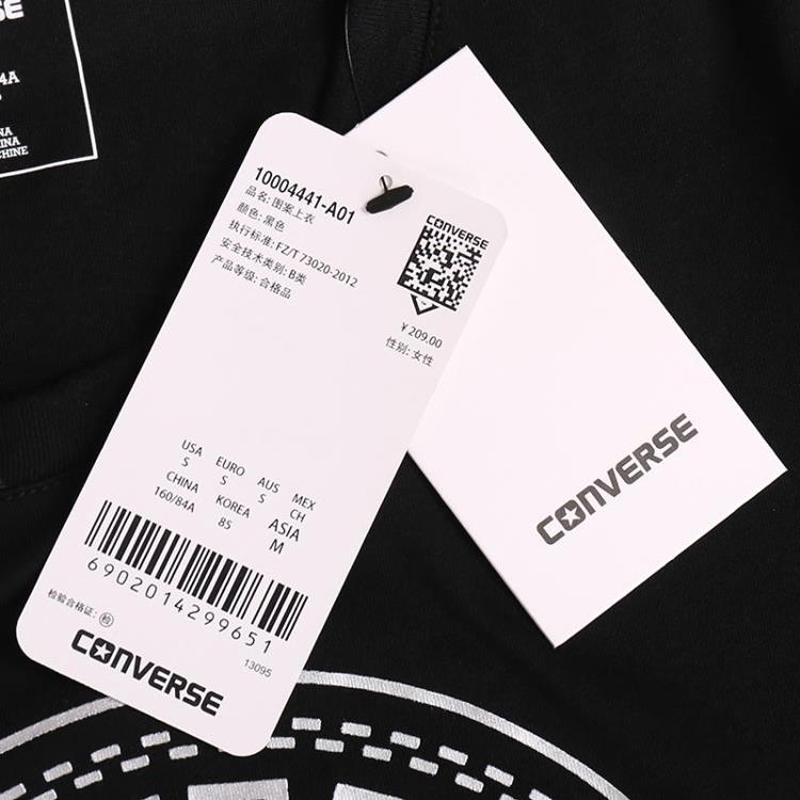 SE
4A
NA
INA
CHINE
10004441-A01
品名: 图案上衣
颜色: 黑色
执行标准: FZ/T 73020-2012
安全技术类别: B类
产品等级: 合格品
CONVERSE
¥ 209.00
性别: 女性
USA EURO AUS MEX
S S S CH
CHINA KOREA ASIA
160/84A 85 M
6902014299651
检验合格证: 检
13095
CONVERSE
CONVERSE